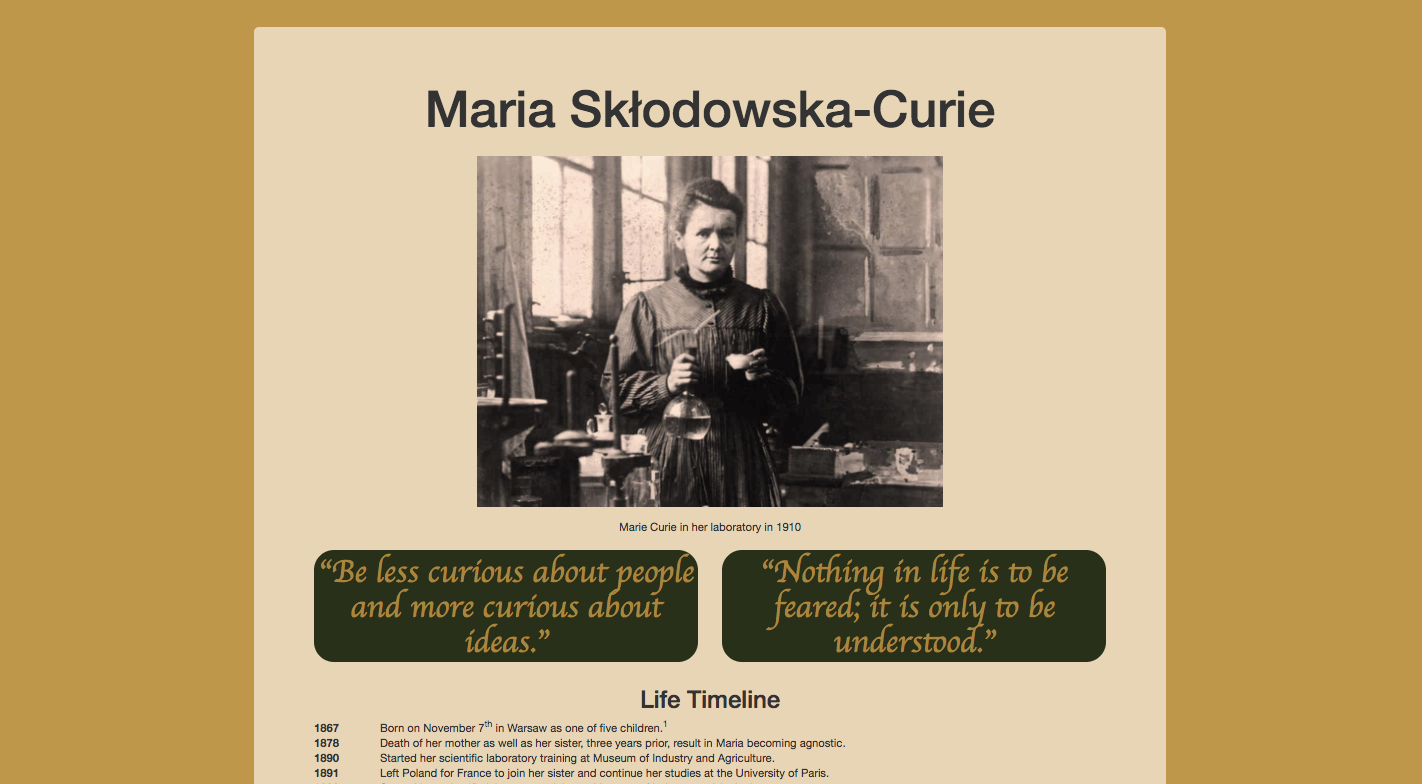 Maria Skłodowska-Curie
Marie Curie in her laboratory in 1910
“Be less curious about people
and more curious about
ideas.”
“Nothing in life is to be
feared; it is only to be
understood.”
Life Timeline
1867 Born on November 7th in Warsaw as one of five children.1
1878 Death of her mother as well as her sister, three years prior, result in Maria becoming agnostic.
1890 Started her scientific laboratory training at Museum of Industry and Agriculture.
1891 Left Poland for France to join her sister and continue her studies at the University of Paris.